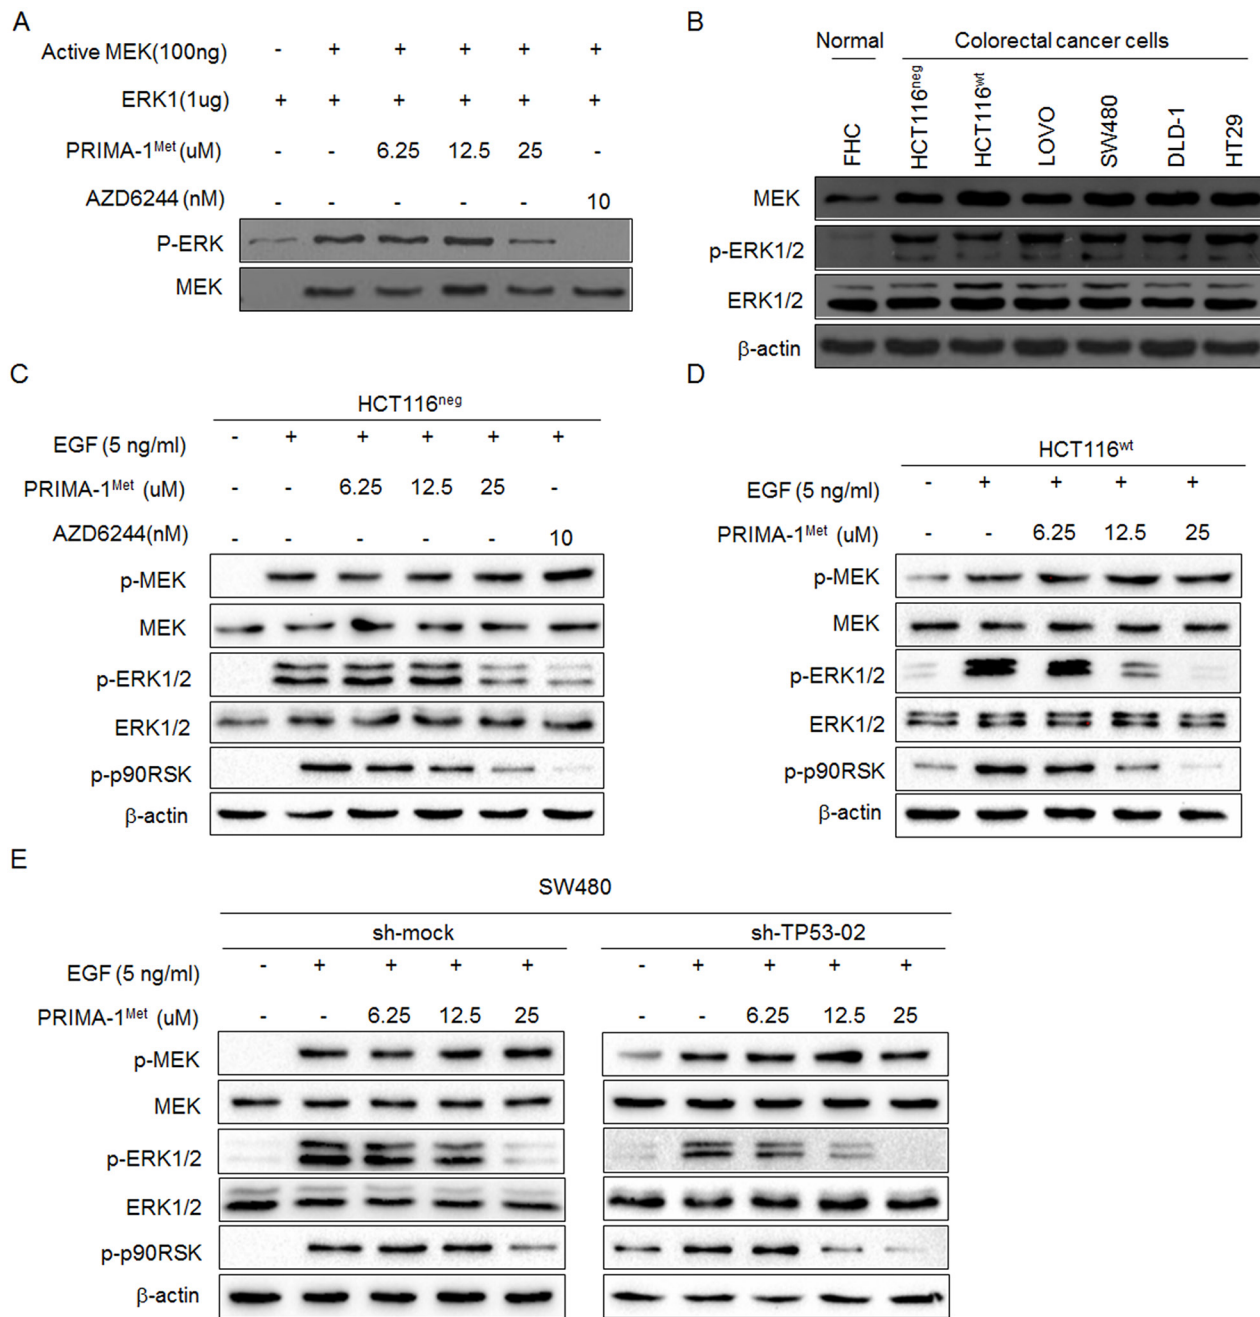 A
Active MEK(100ng) - + + + + +
ERK1(1ug) + + + + + +
PRIMA-1ᴹᵉᵗ(uM) - - 6.25 12.5 25 -
AZD6244(nM) - - - - - 10
P-ERK
MEK
B
Normal Colorectal cancer cells
FHC HCT116ⁿᵉᵍ HCT116ʷᵗ LOVO SW480 DLD-1 HT29
MEK
p-ERK1/2
ERK1/2
β-actin
C
HCT116ⁿᵉᵍ
EGF (5 ng/ml) - + + + + +
PRIMA-1ᴹᵉᵗ (uM) - - 6.25 12.5 25 -
AZD6244(nM) - - - - - 10
p-MEK
MEK
p-ERK1/2
ERK1/2
p-p90RSK
β-actin
D
HCT116ʷᵗ
EGF (5 ng/ml) - + + + +
PRIMA-1ᴹᵉᵗ (uM) - - 6.25 12.5 25
p-MEK
MEK
p-ERK1/2
ERK1/2
p-p90RSK
β-actin
E
SW480
sh-mock sh-TP53-02
EGF (5 ng/ml) - + + + + - + + + +
PRIMA-1ᴹᵉᵗ (uM) - - 6.25 12.5 25 - - 6.25 12.5 25
p-MEK
MEK
p-ERK1/2
ERK1/2
p-p90RSK
β-actin